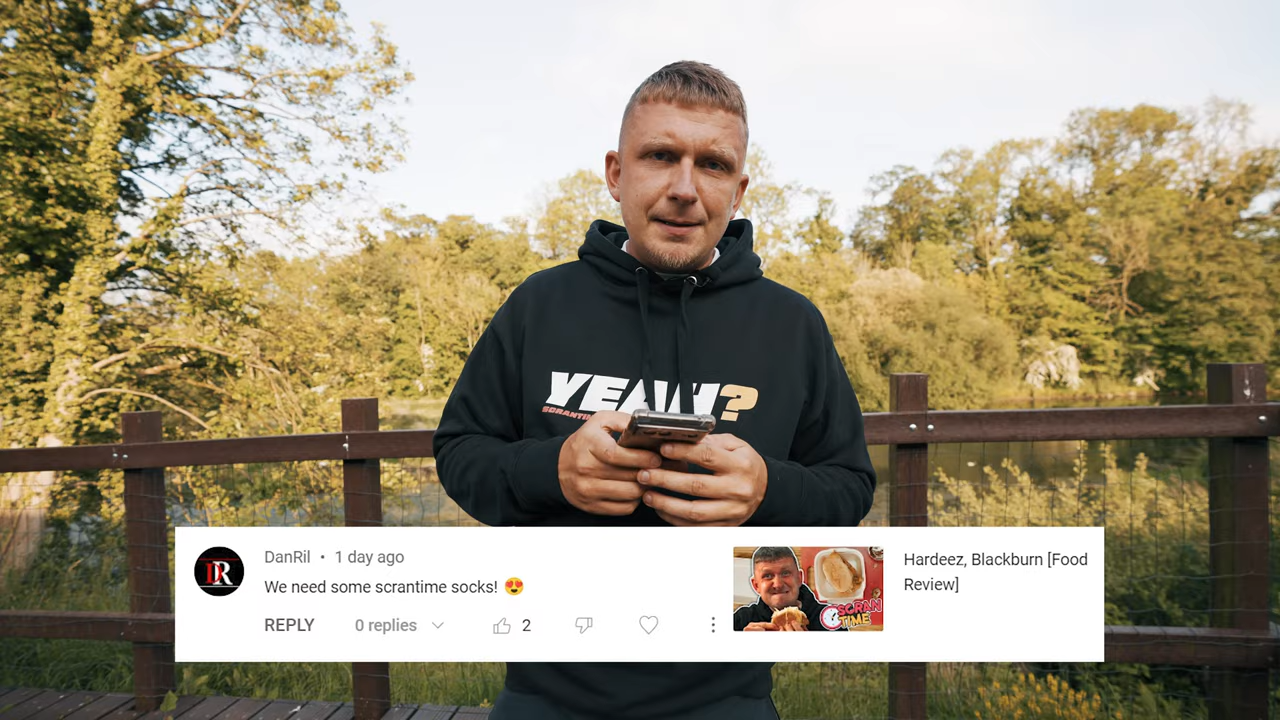 YEAH?
DanRil • 1 day ago
We need some scrantime socks! 😍
REPLY 0 replies 2
Hardeez, Blackburn [Food
Review]
SCRAN
TIME
DR